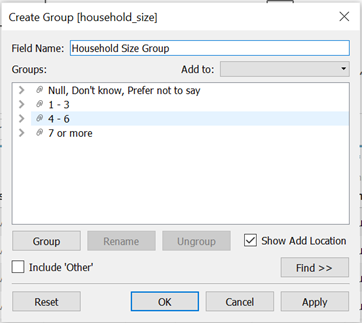 Create Group [household_size]
Field Name: Household Size Group
Groups: Add to:
Null, Don't know, Prefer not to say
1 - 3
4 - 6
7 or more
Group Rename Ungroup Show Add Location
Include 'Other' Find >>
Reset OK Cancel Apply